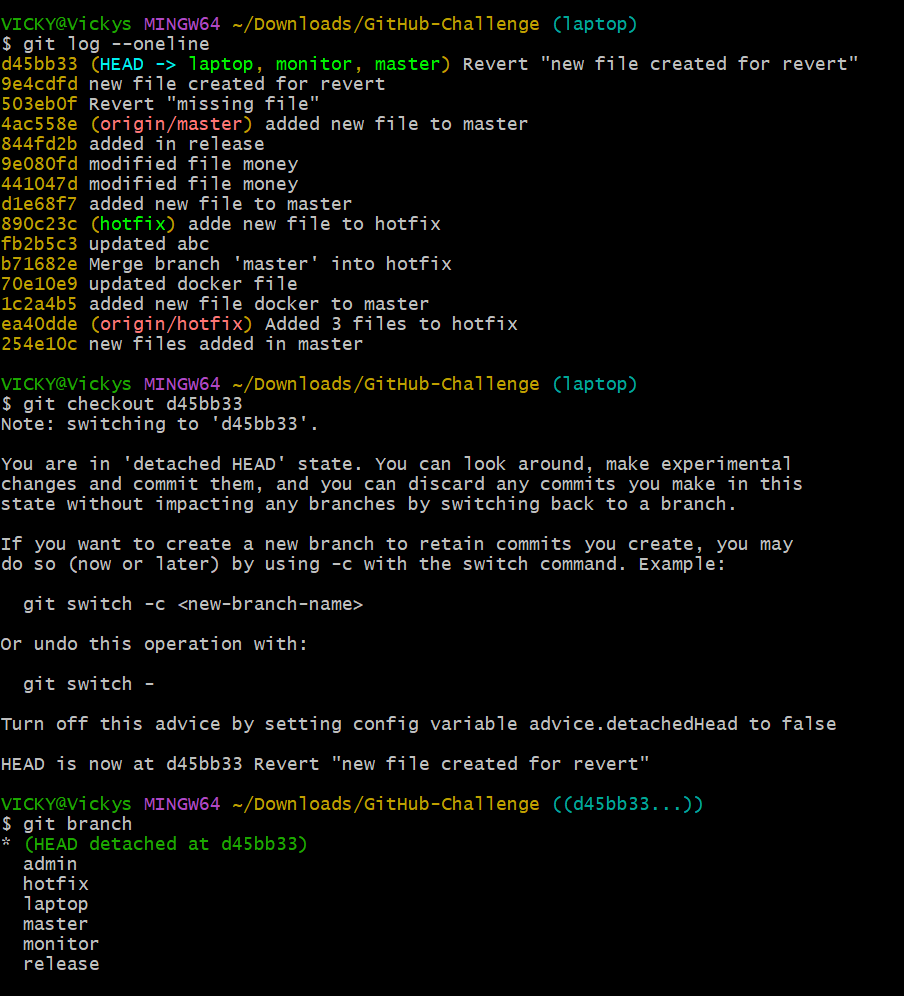 VICKY@Vickys MINGW64 ~/Downloads/GitHub-Challenge (laptop)
$ git log --oneline
d45bb33 (HEAD -> laptop, monitor, master) Revert "new file created for revert"
9e4cdfd new file created for revert
503eb0f Revert "missing file"
4ac558e (origin/master) added new file to master
844fd2b added in release
9e080fd modified file money
441047d modified file money
d1e68f7 added new file to master
890c23c (hotfix) adde new file to hotfix
fb2b5c3 updated abc
b71682e Merge branch 'master' into hotfix
70e10e9 updated docker file
1c2a4b5 added new file docker to master
ea40dde (origin/hotfix) Added 3 files to hotfix
254e10c new files added in master
VICKY@Vickys MINGW64 ~/Downloads/GitHub-Challenge (laptop)
$ git checkout d45bb33
Note: switching to 'd45bb33'.
You are in 'detached HEAD' state. You can look around, make experimental
changes and commit them, and you can discard any commits you make in this
state without impacting any branches by switching back to a branch.
If you want to create a new branch to retain commits you create, you may
do so (now or later) by using -c with the switch command. Example:
git switch -c <new-branch-name>
Or undo this operation with:
git switch -
Turn off this advice by setting config variable advice.detachedHead to false
HEAD is now at d45bb33 Revert "new file created for revert"
VICKY@Vickys MINGW64 ~/Downloads/GitHub-Challenge ((d45bb33...))
$ git branch
* (HEAD detached at d45bb33)
admin
hotfix
laptop
master
monitor
release